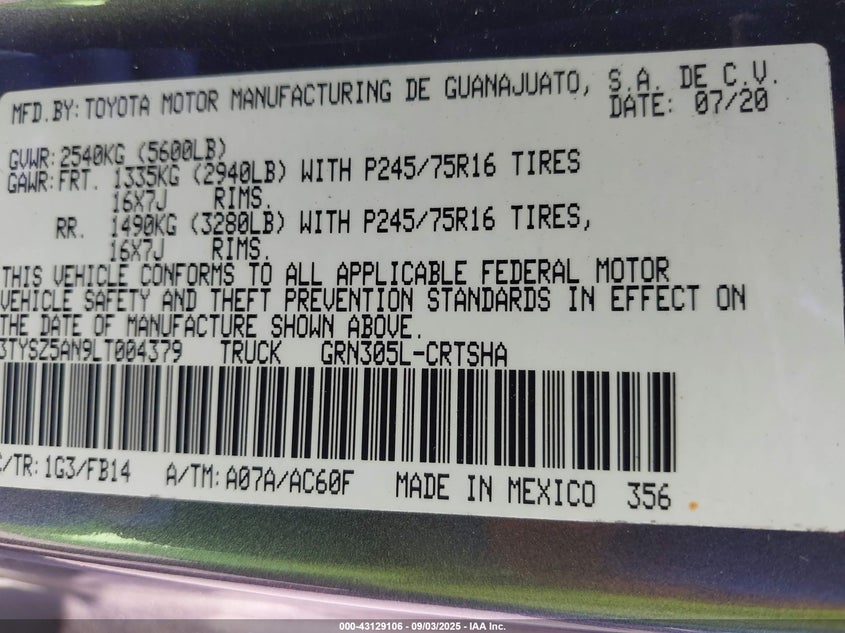 MFD.BY:TOYOTA MOTOR MANUFACTURING DE GUANAJUATO, S.A. DE C.V.
DATE: 07/20
GVWR:2540KG (5600LB)
GAWR:FRT. 1335KG (2940LB) WITH P245/75R16 TIRES
16X7J RIMS.
RR. 1490KG (3280LB) WITH P245/75R16 TIRES,
16X7J RIMS.
THIS VEHICLE CONFORMS TO ALL APPLICABLE FEDERAL MOTOR
VEHICLE SAFETY AND THEFT PREVENTION STANDARDS IN EFFECT ON
THE DATE OF MANUFACTURE SHOWN ABOVE.
3TYSZ5AN9LT004379 TRUCK GRN305L-CRTSHA
C/TR:1G3/FB14 A/TM:A07A/AC60F MADE IN MEXICO 356
000-43129106 - 09/03/2025 - IAA Inc.